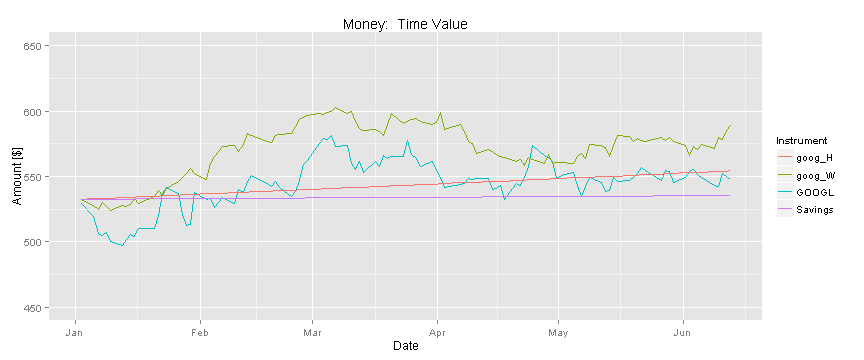 Money:  Time Value
Amount [$]
650
600
550
500
450
Jan Feb Mar Apr May Jun
Date
Instrument
goog_H
goog_W
GOOGL
Savings